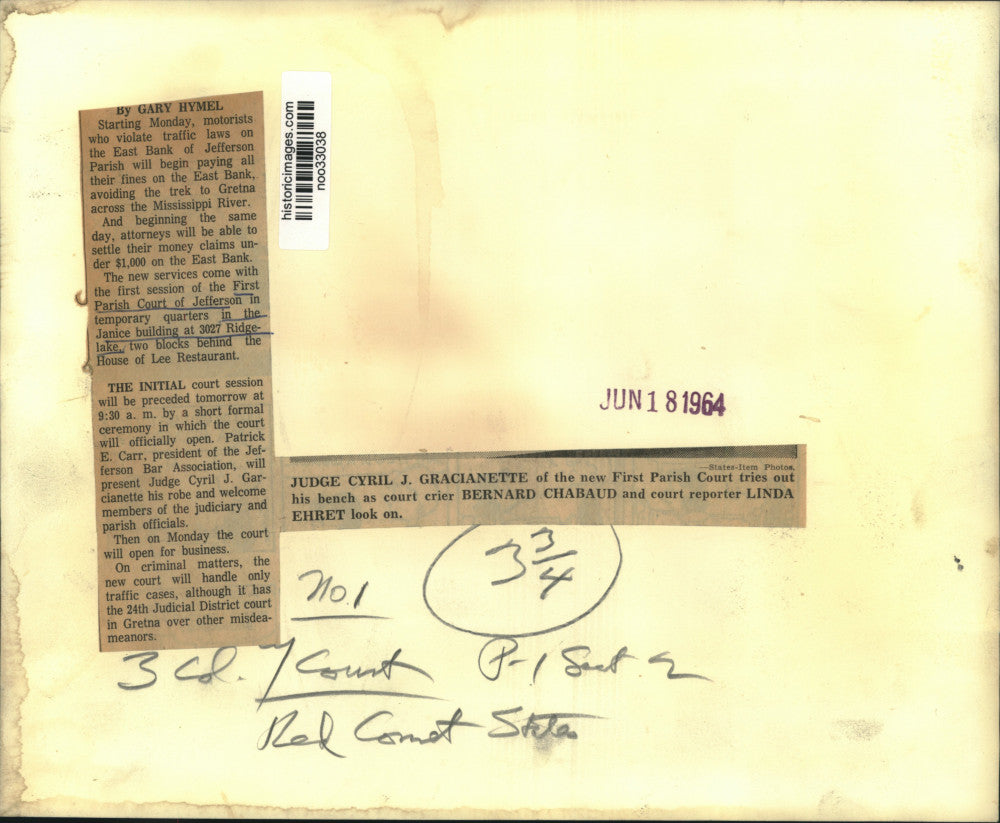 By GARY HYMEL
Starting Monday, motorists
who violate traffic laws on
the East Bank of Jefferson
Parish will begin paying all
their fines on the East Bank,
avoiding the trek to Gretna
across the Mississippi River.
And beginning the same
day, attorneys will be able to
settle their money claims un-
der $1,000 on the East Bank.
The new services come with
the first session of the First
Parish Court of Jefferson in
temporary quarters in the
Janice building at 3027 Ridge-
lake, two blocks behind the
House of Lee Restaurant.
THE INITIAL court session
will be preceded tomorrow at
9:30 a. m. by a short formal
ceremony in which the court
will officially open. Patrick
E. Carr, president of the Jef-
ferson Bar Association, will
present Judge Cyril J. Gar-
cianette his robe and welcome
members of the judiciary and
parish officials.
Then on Monday the court
will open for business.
On criminal matters, the
new court will handle only
traffic cases, although it has
the 24th Judicial District court
in Gretna over other misdea-
meanors.
historicimages.com
noo33038
JUN 18 1964
—States-Item Photos.
JUDGE CYRIL J. GRACIANETTE of the new First Parish Court tries out
his bench as court crier BERNARD CHABAUD and court reporter LINDA
EHRET look on.
3 3/4
No. 1
3 Col. / Court P-1 Sect. 2
Red Comet States